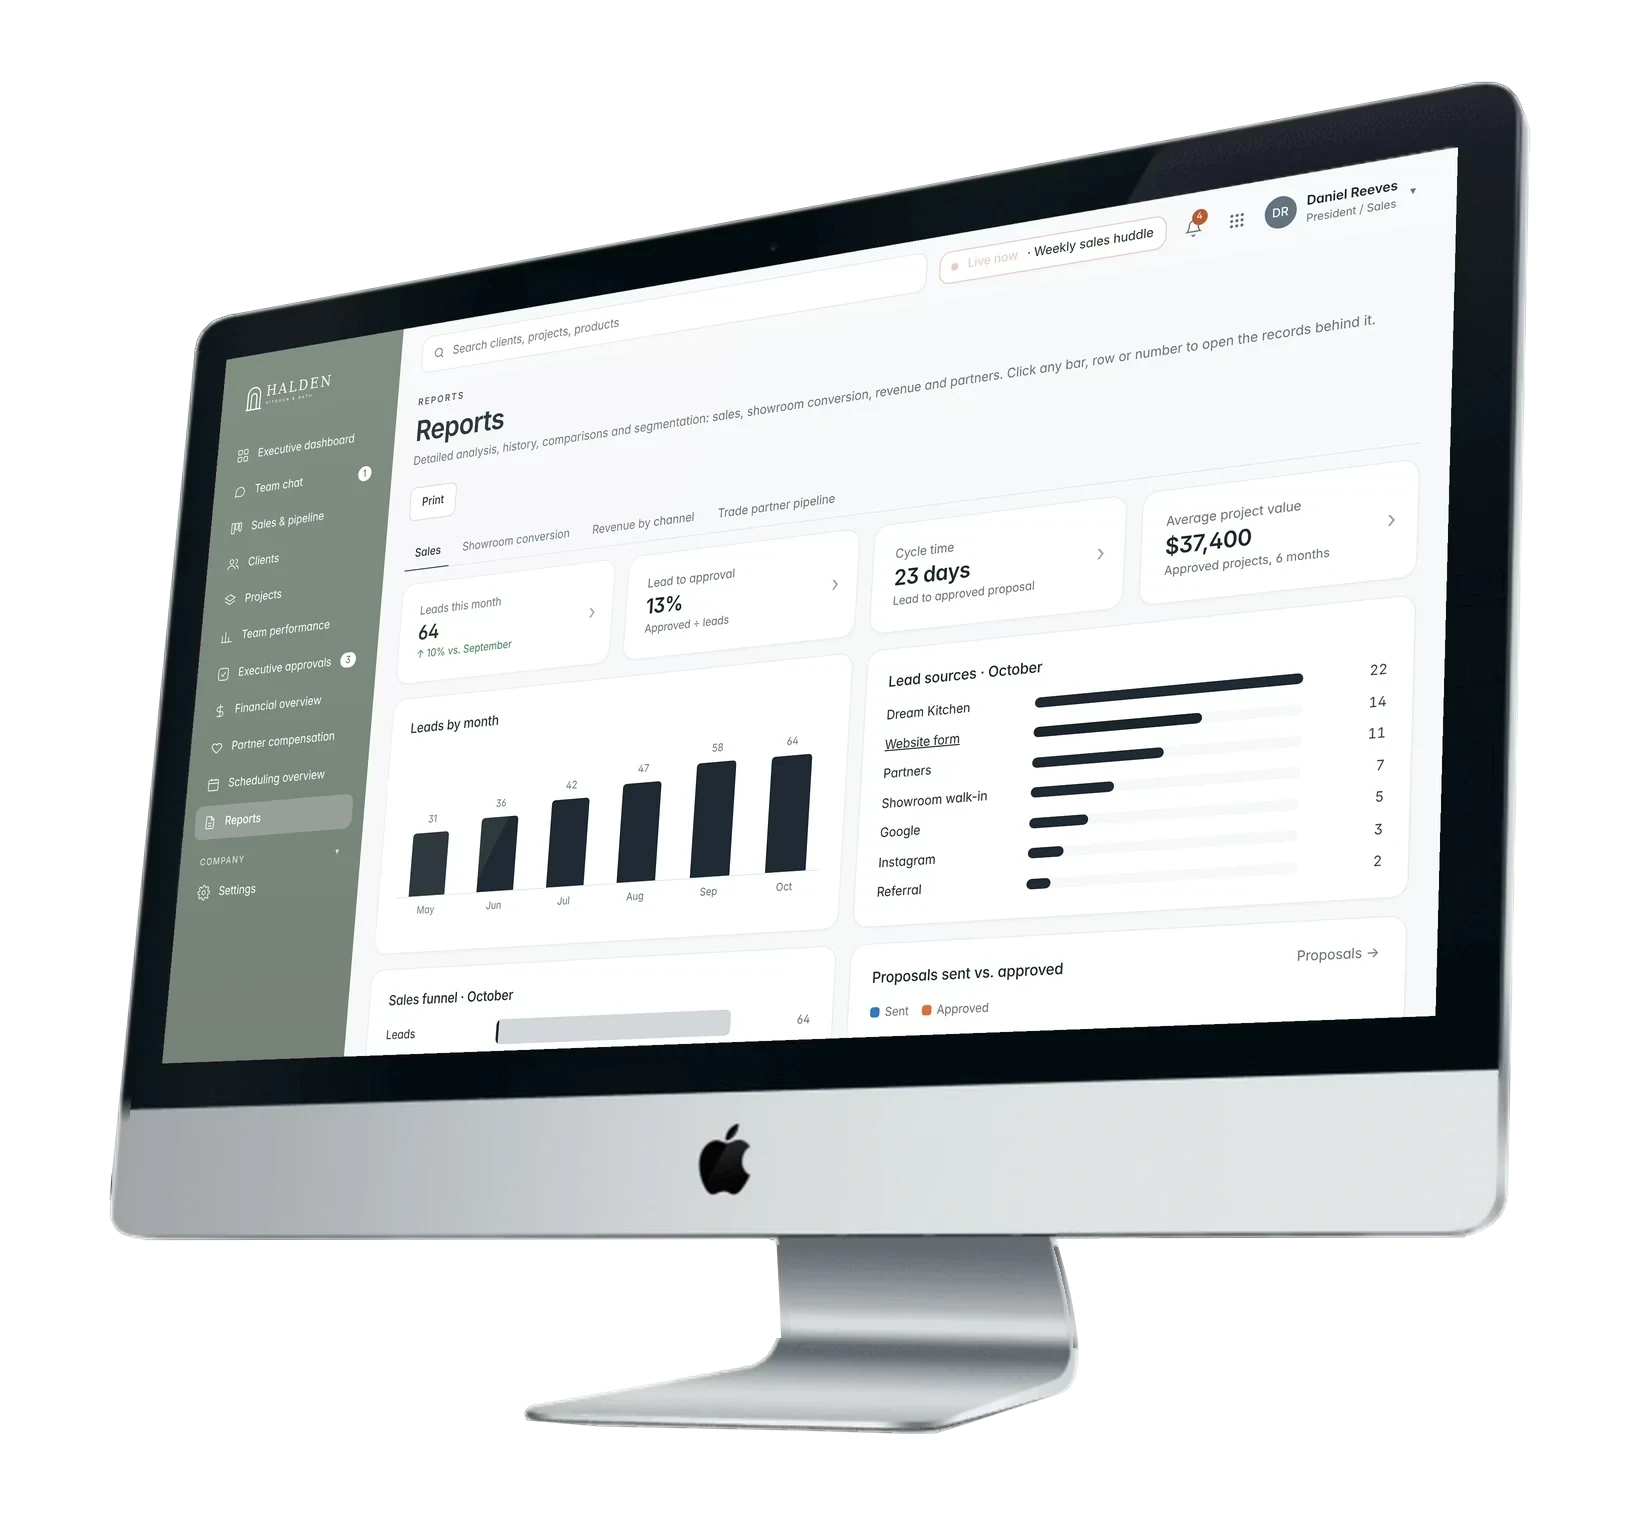 HALDEN
KITCHEN & BATH
Executive dashboard
Team chat
1
Sales & pipeline
Clients
Projects
Team performance
Executive approvals
3
Financial overview
Partner compensation
Scheduling overview
Reports
COMPANY
Settings
Search clients, projects, products
Live now · Weekly sales huddle
4
DR
Daniel Reeves
President / Sales
REPORTS
Reports
Detailed analysis, history, comparisons and segmentation: sales, showroom conversion, revenue and partners. Click any bar, row or number to open the records behind it.
Print
Sales
Showroom conversion
Revenue by channel
Trade partner pipeline
Leads this month
64
↑ 10% vs. September
Lead to approval
13%
Approved ÷ leads
Cycle time
23 days
Lead to approved proposal
Average project value
$37,400
Approved projects, 6 months
Leads by month
31
36
42
47
58
64
May
Jun
Jul
Aug
Sep
Oct
Lead sources · October
Dream Kitchen
22
Website form
14
Partners
11
Showroom walk-in
7
Google
5
Instagram
3
Referral
2
Sales funnel · October
Leads
64
Proposals sent vs. approved
Proposals →
Sent
Approved